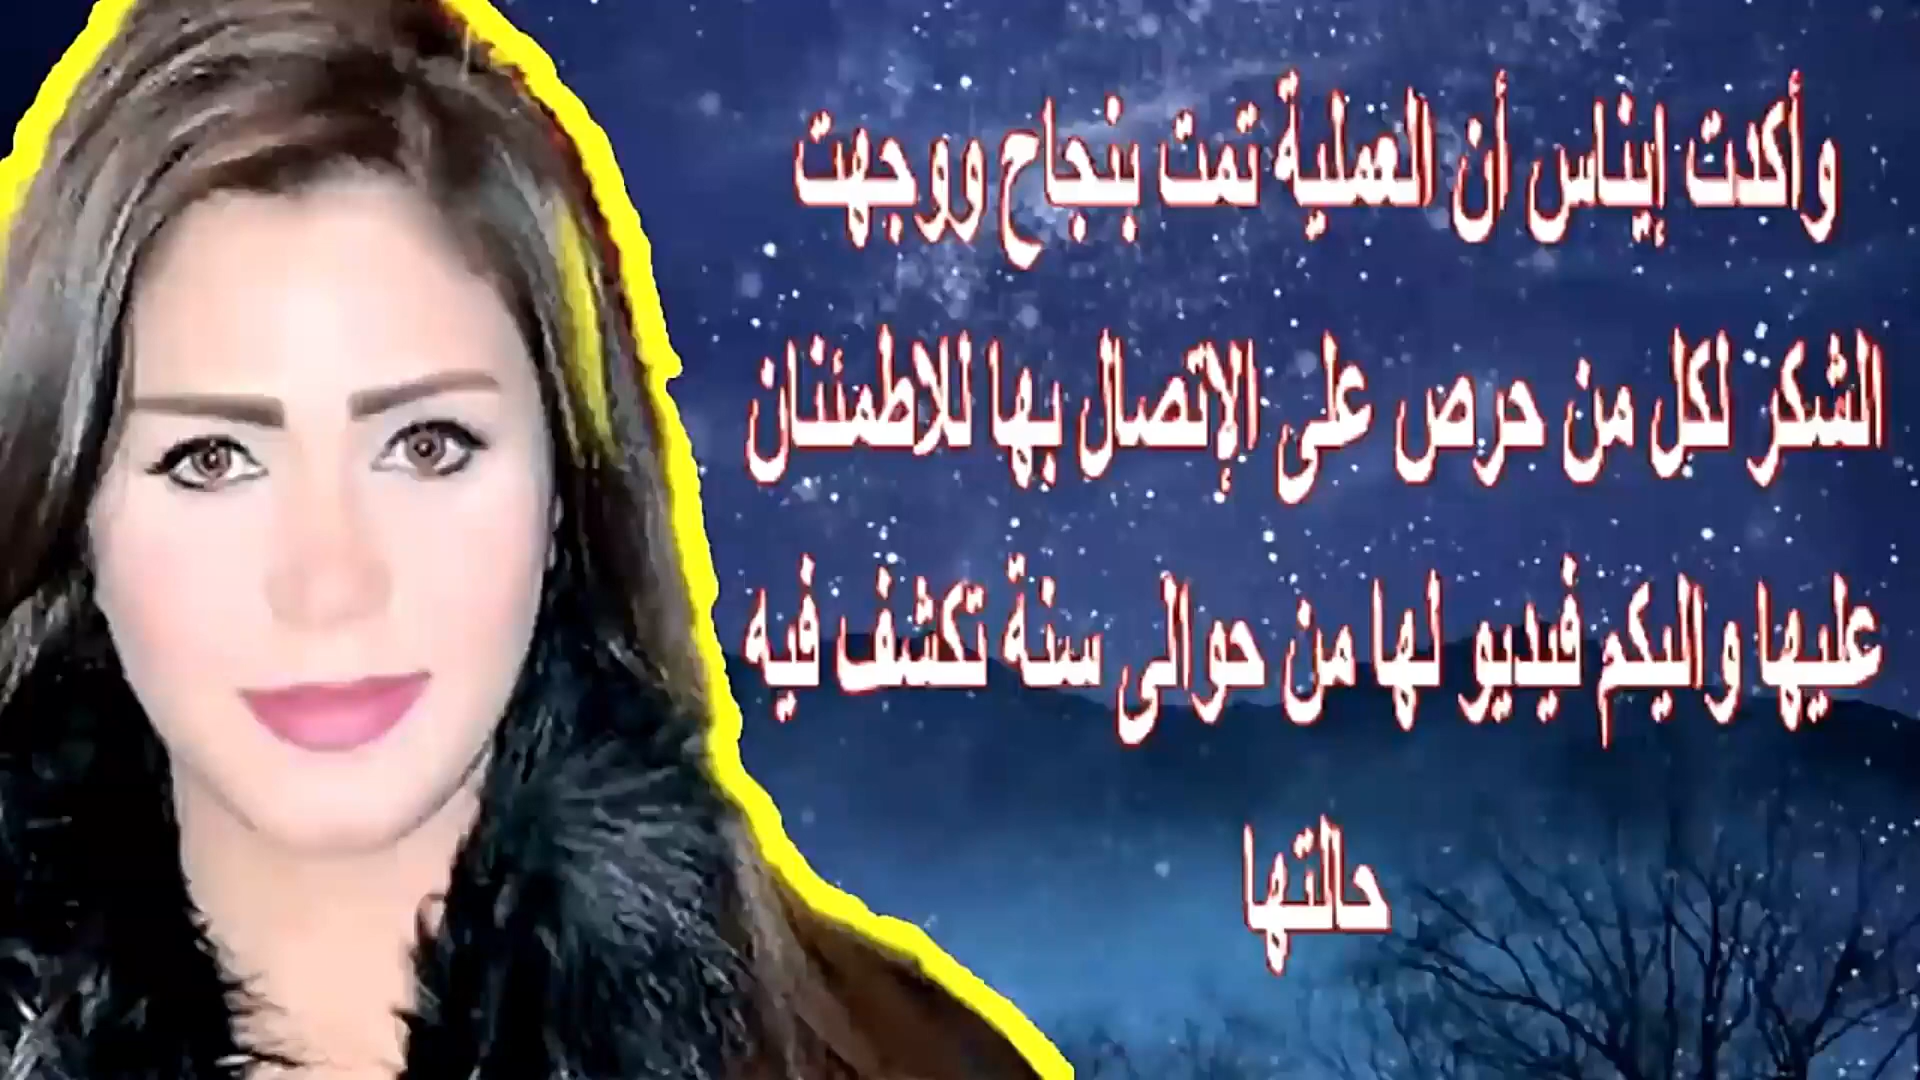 وأكدت إيناس أن العملية تمت بنجاح ووجهت
الشكر لكل من حرص على الإتصال بها للاطمئنان
عليها واليكم فيديو لها من حوالى سنة تكشف فيه
حالتها